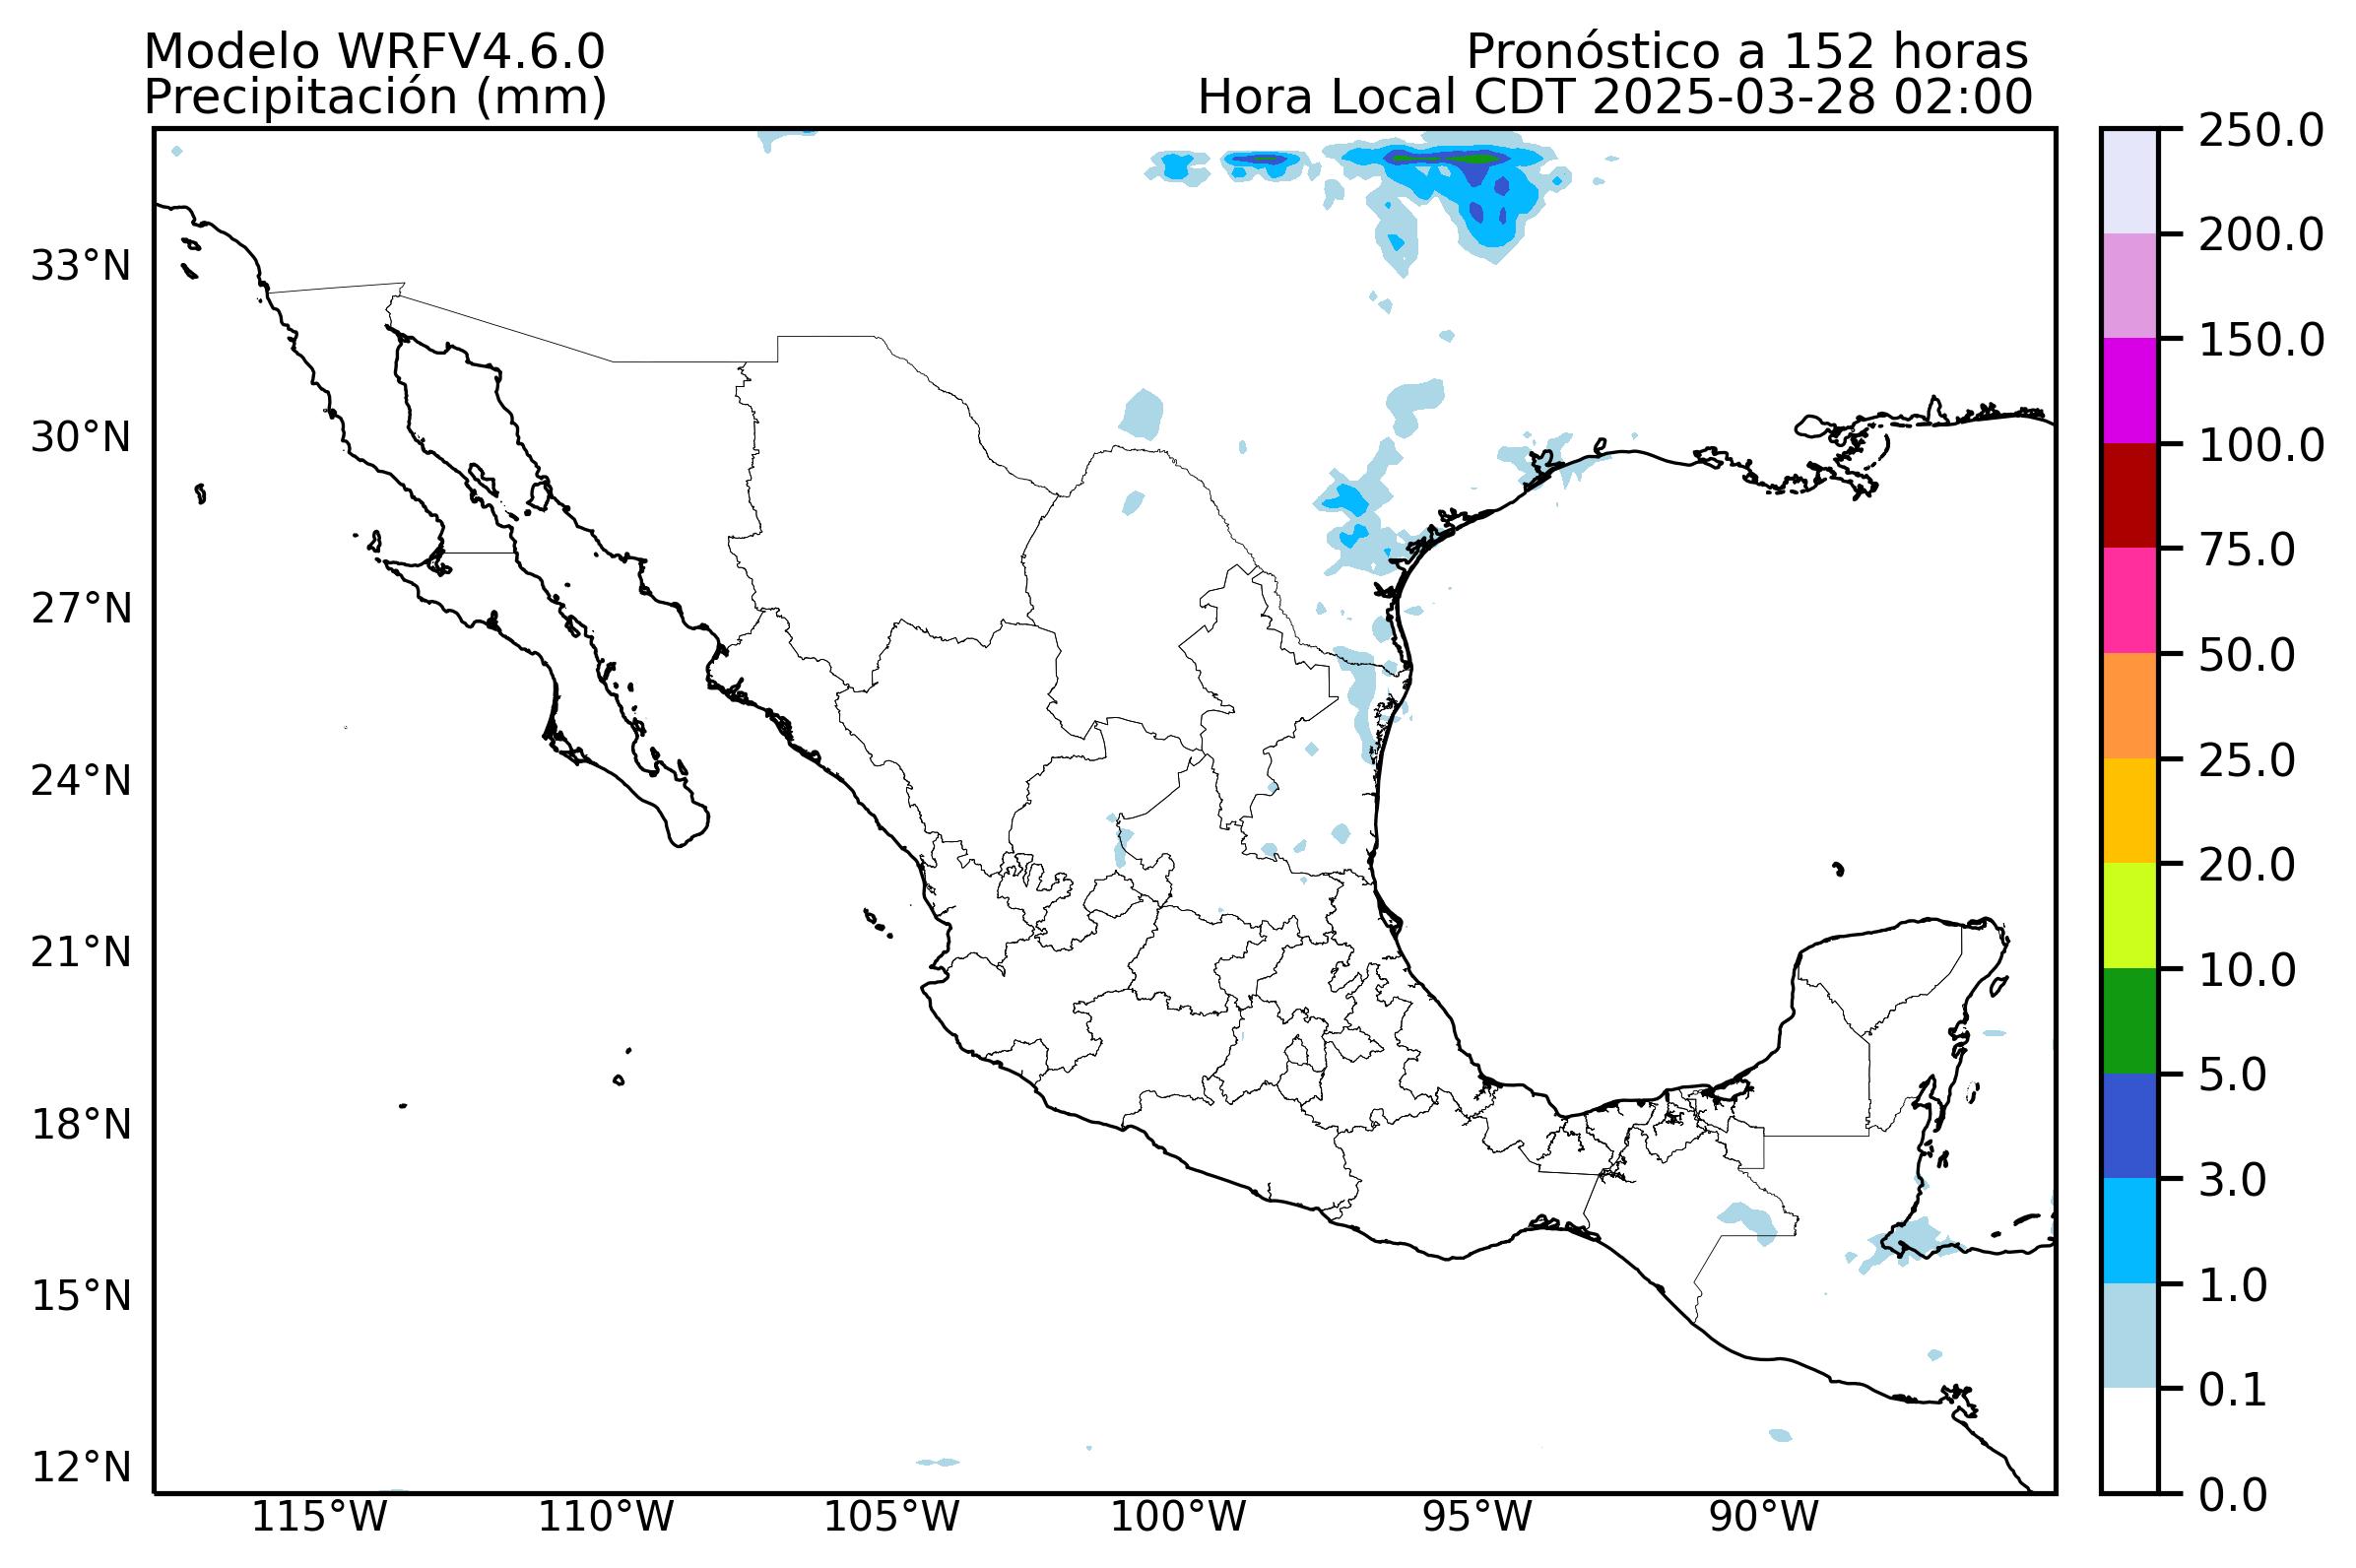 Modelo WRFV4.6.0
Precipitación (mm)
Pronóstico a 152 horas
Hora Local CDT 2025-03-28 02:00
33°N
30°N
27°N
24°N
21°N
18°N
15°N
12°N
115°W
110°W
105°W
100°W
95°W
90°W
250.0
200.0
150.0
100.0
75.0
50.0
25.0
20.0
10.0
5.0
3.0
1.0
0.1
0.0